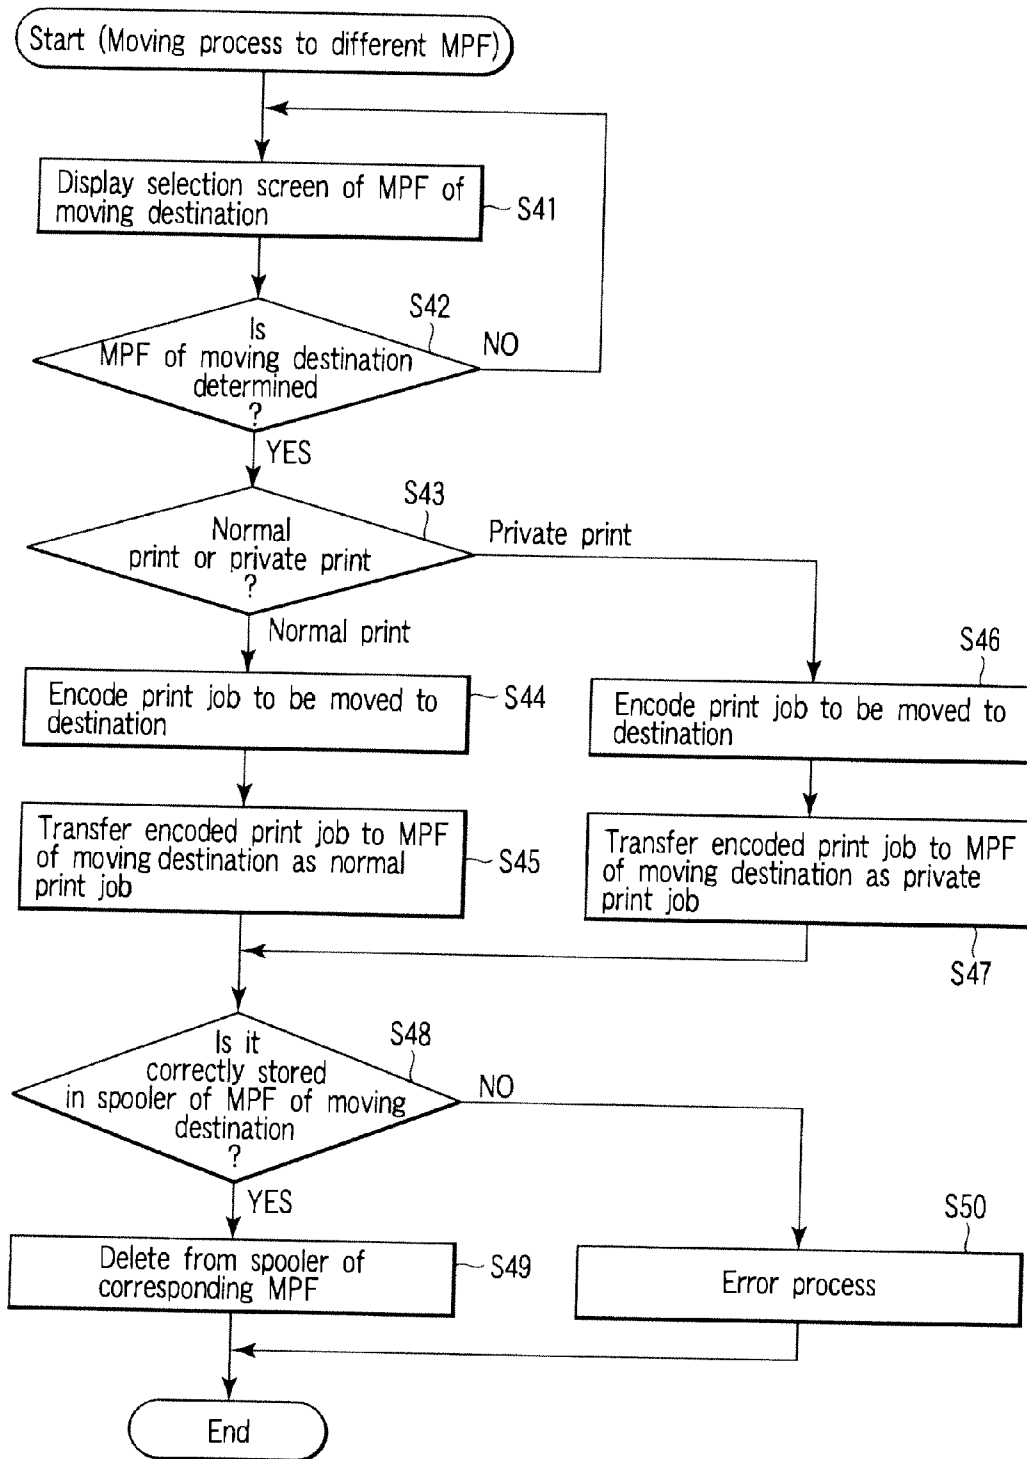 Start (Moving process to different MPF)
Display selection screen of MPF of
moving destination
S41
S42
Is
MPF of moving destination
determined
?
NO
YES
S43
Normal
print or private print
?
Private print
Normal print
S44
Encode print job to be moved to
destination
S46
Encode print job to be moved to
destination
Transfer encoded print job to MPF
of moving destination as normal
print job
S45
Transfer encoded print job to MPF
of moving destination as private
print job
S47
S48
Is it
correctly stored
in spooler of MPF of moving
destination
?
NO
YES
Delete from spooler of
corresponding MPF
S49
S50
Error process
End